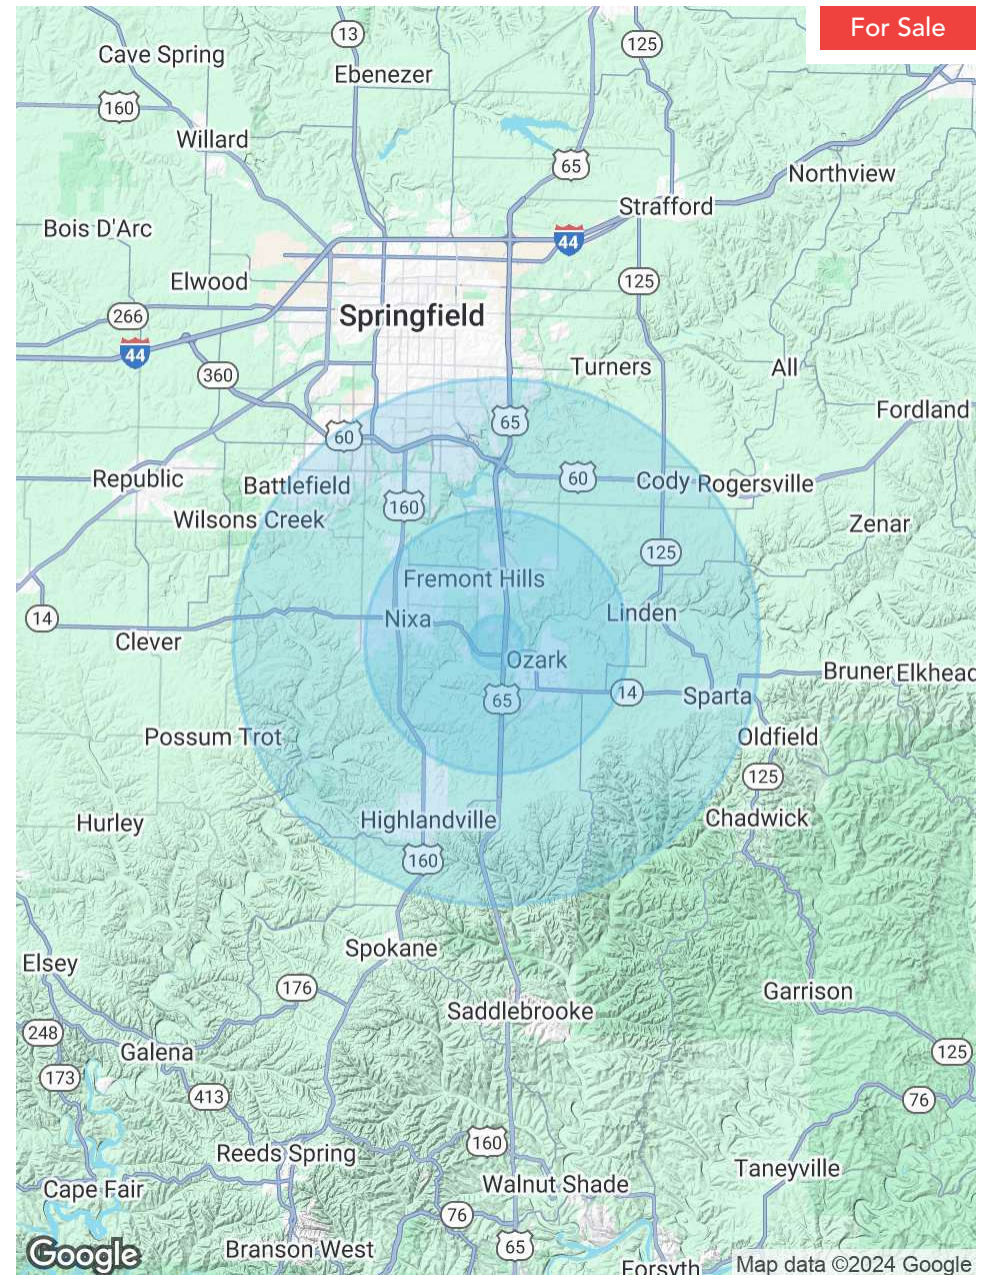 For Sale
13
125
Cave Spring
Ebenezer
160
Willard
65
Northview
Strafford
Bois D'Arc
44
Elwood
125
266
Springfield
44
360
Turners
All
Fordland
65
60
Republic
Battlefield
60
Cody
Rogersville
160
Wilsons Creek
Zenar
125
Fremont Hills
14
Nixa
Linden
Clever
Ozark
Bruner
Elkhead
65
14
Sparta
Possum Trot
Oldfield
125
Hurley
Highlandville
Chadwick
160
Spokane
Elsey
176
Garrison
Saddlebrooke
248
Galena
125
173
413
76
160
Reeds Spring
Taneyville
Cape Fair
Walnut Shade
76
65
Branson West
Forsyth
Google
Map data ©2024 Google